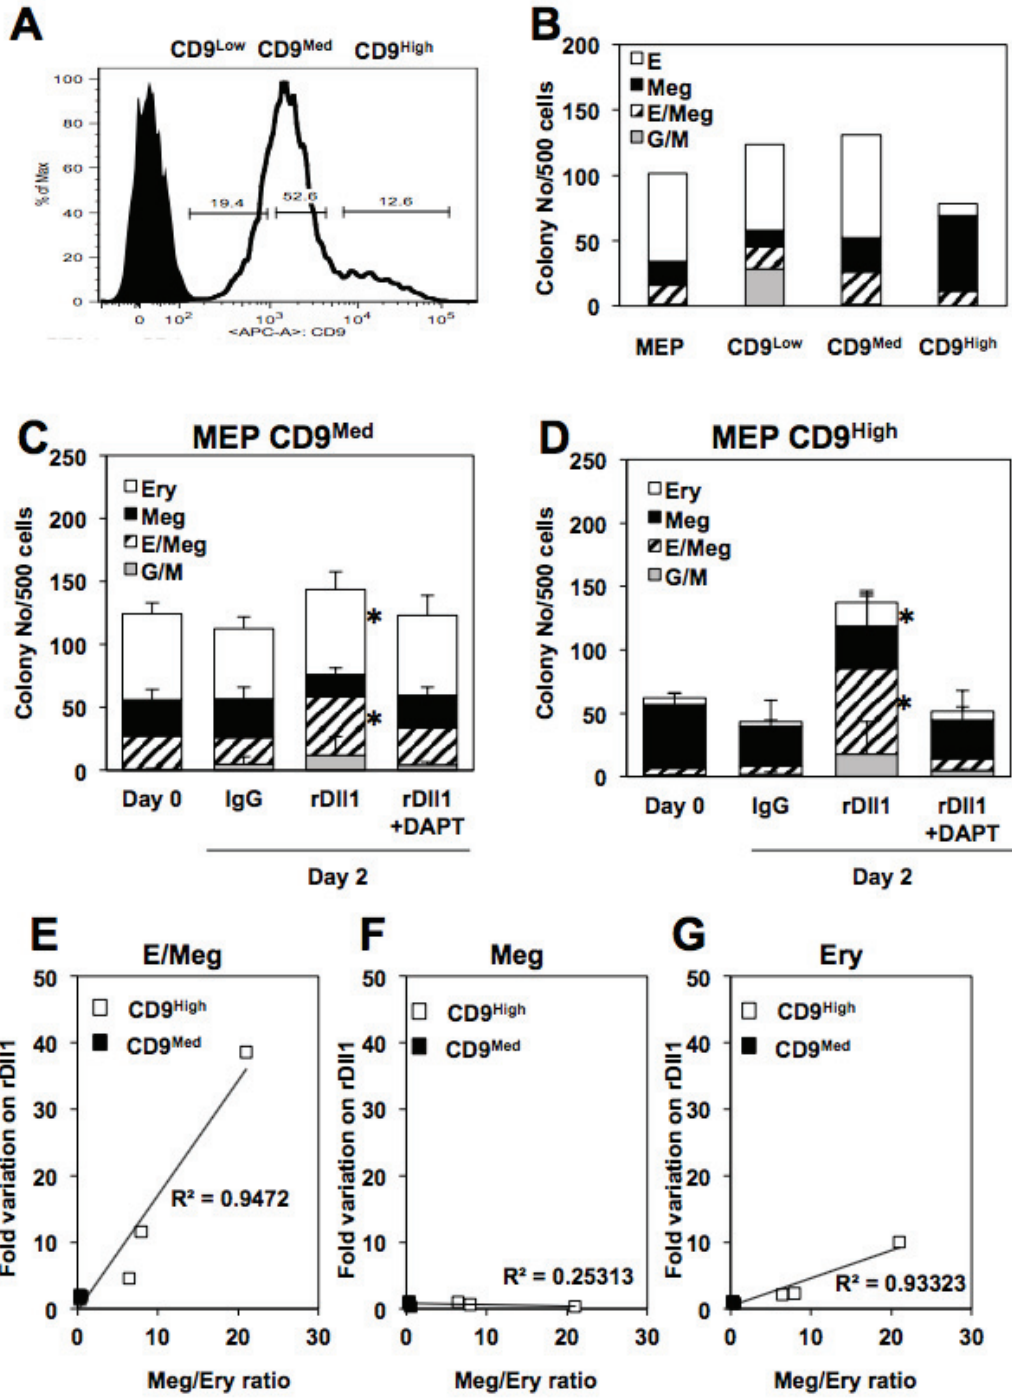 A
CD9Low CD9Med CD9High
100
80
60
40
20
0
% of Max
19.4 52.6 12.6
0 10² 10³ 10⁴ 10⁵
<APC-A>: CD9
B
200
150
100
50
0
Colony No/500 cells
E
Meg
E/Meg
G/M
MEP CD9Low CD9Med CD9High
C MEP CD9Med
250
200
150
100
50
0
Colony No/500 cells
Ery
Meg
E/Meg
G/M
*
*
Day 0 IgG rDll1 rDll1
+DAPT
Day 2
D MEP CD9High
250
200
150
100
50
0
Colony No/500 cells
Ery
Meg
E/Meg
G/M
*
*
Day 0 IgG rDll1 rDll1
+DAPT
Day 2
E E/Meg
50
40
30
20
10
0
Fold variation on rDll1
CD9High
CD9Med
R² = 0.9472
0 10 20 30
Meg/Ery ratio
F Meg
50
40
30
20
10
0
CD9High
CD9Med
R² = 0.25313
0 10 20 30
Meg/Ery ratio
G Ery
50
40
30
20
10
0
Fold variation on rDll1
CD9High
CD9Med
R² = 0.93323
0 10 20 30
Meg/Ery ratio